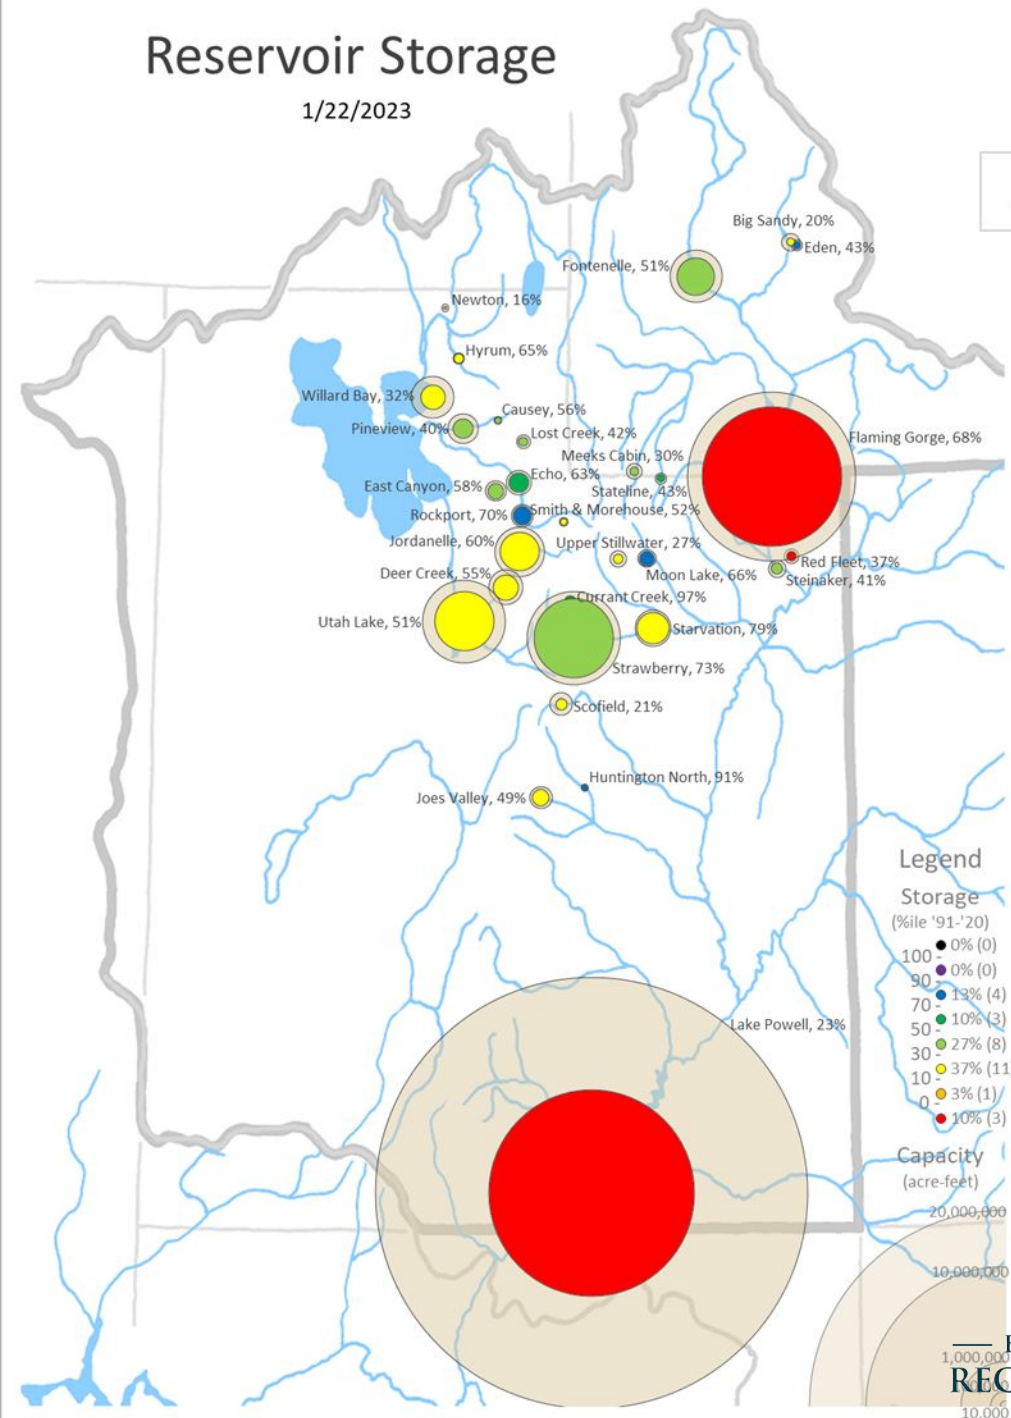 Reservoir Storage
1/22/2023
Big Sandy, 20%
Eden, 43%
Fontenelle, 51%
Newton, 16%
Hyrum, 65%
Willard Bay, 32%
Causey, 56%
Pineview, 40%
Lost Creek, 42%
Flaming Gorge, 68%
Meeks Cabin, 30%
Echo, 63%
East Canyon, 58%
Stateline, 43%
Rockport, 70%
Smith & Morehouse, 52%
Jordanelle, 60%
Upper Stillwater, 27%
Red Fleet, 37%
Deer Creek, 55%
Moon Lake, 66%
Steinaker, 41%
Currant Creek, 97%
Utah Lake, 51%
Starvation, 79%
Strawberry, 73%
Scofield, 21%
Huntington North, 91%
Joes Valley, 49%
Lake Powell, 23%
Legend
Storage
(%ile '91-'20)
0% (0)
100 -
0% (0)
90 -
13% (4)
70 -
10% (3)
50 -
27% (8)
30 -
37% (11
10 -
3% (1)
0 -
10% (3)
Capacity
(acre-feet)
20,000,000
10,000,000
1,000,000
REC
10,000